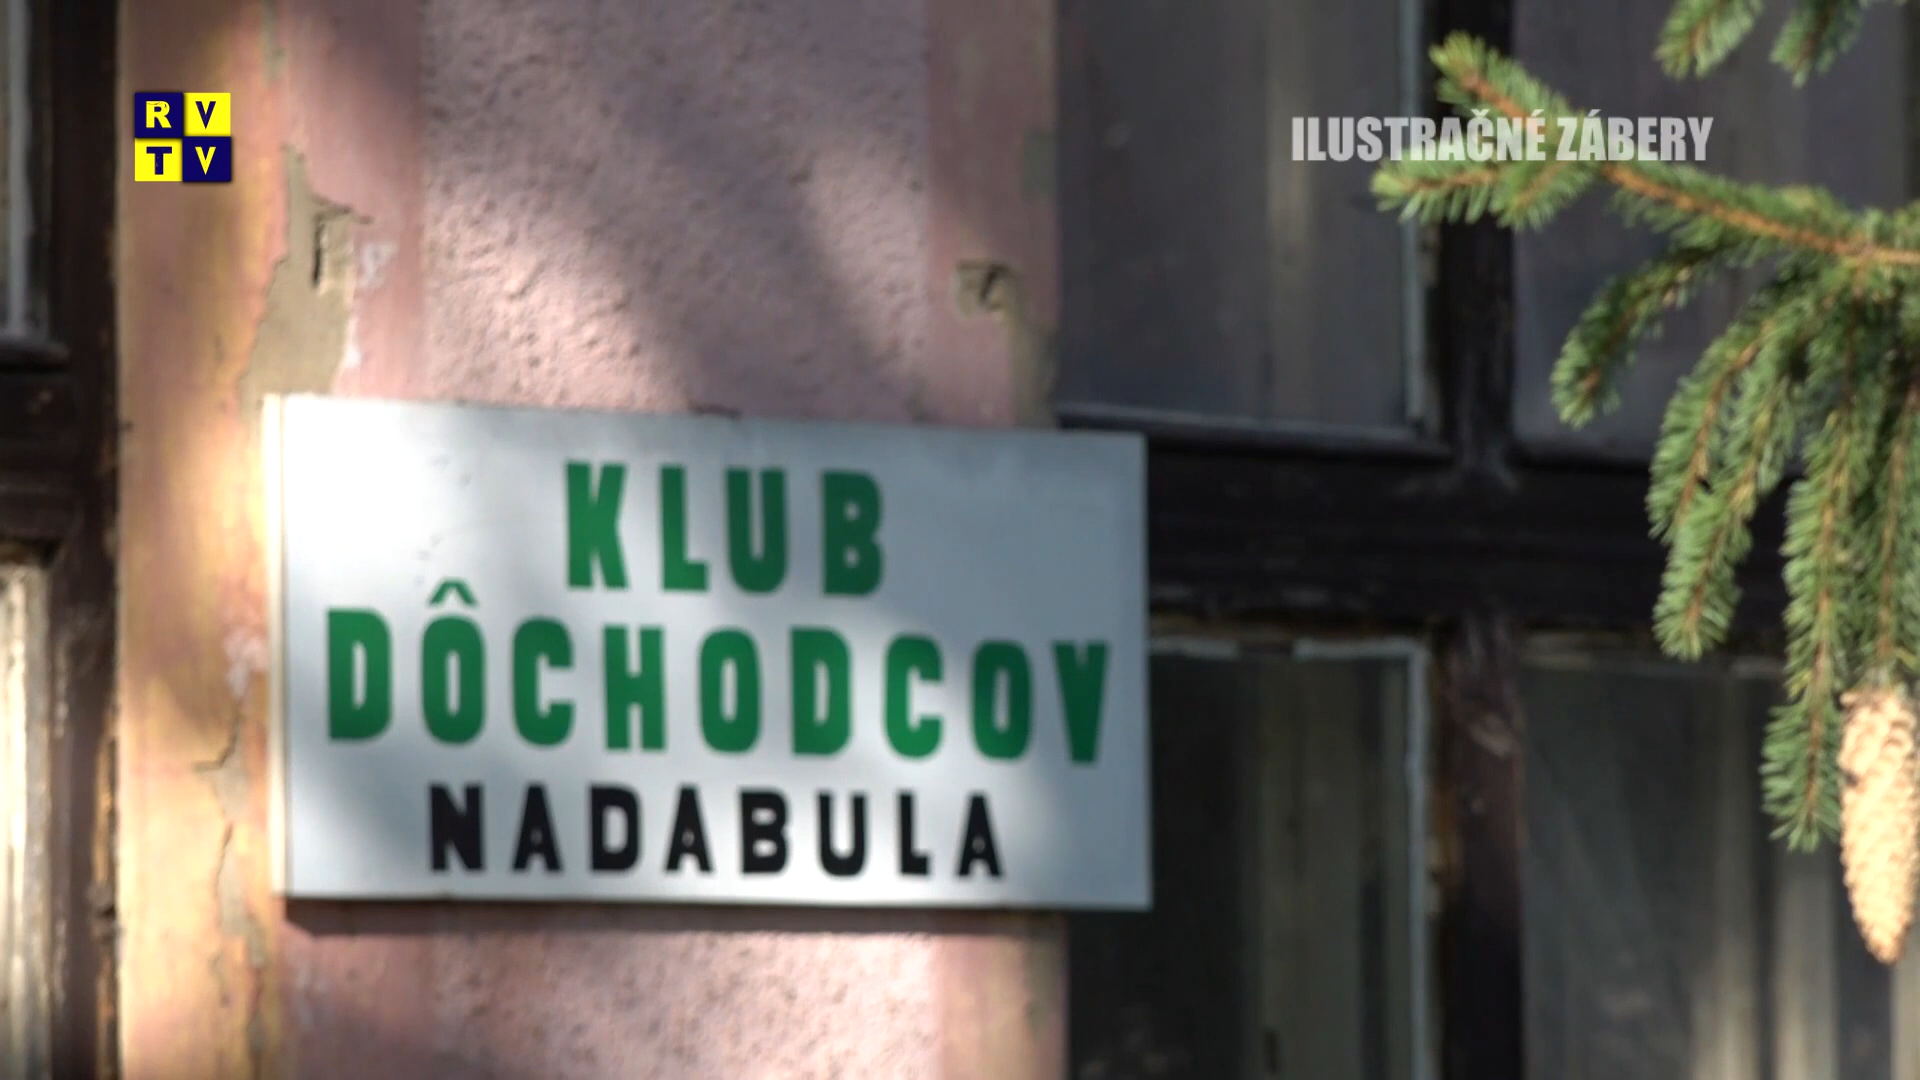 RV
TV
ILUSTRAČNÉ ZÁBERY
KLUB
DÔCHODCOV
NADABULA